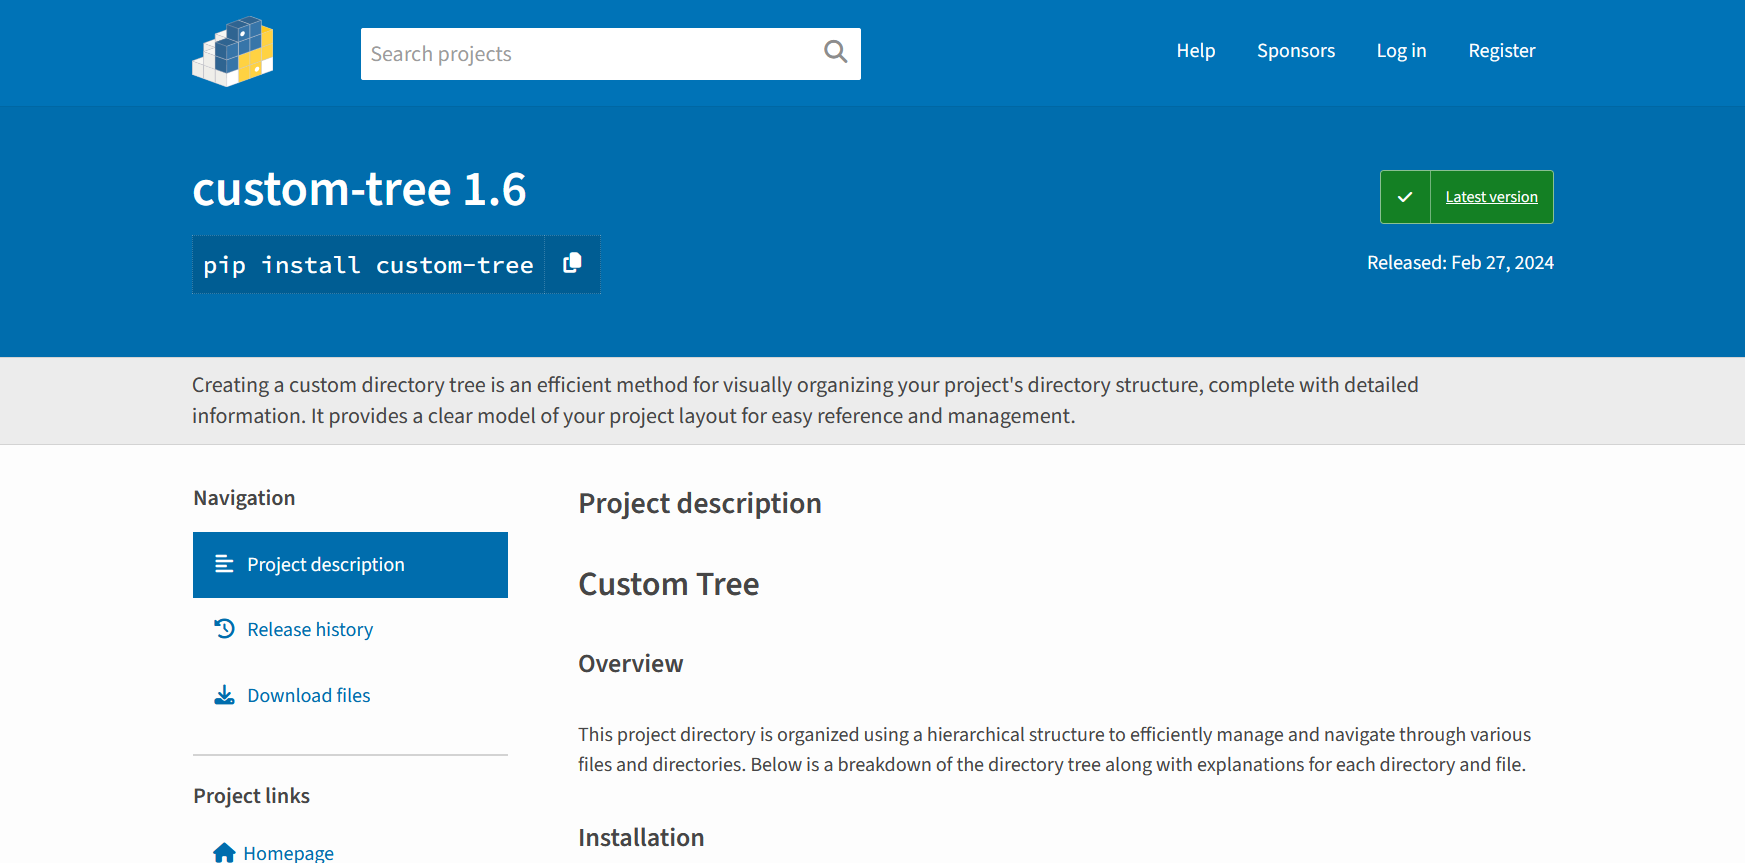 Search projects
Help
Sponsors
Log in
Register
custom-tree 1.6
pip install custom-tree
Latest version
Released: Feb 27, 2024
Creating a custom directory tree is an efficient method for visually organizing your project's directory structure, complete with detailed
information. It provides a clear model of your project layout for easy reference and management.
Navigation
Project description
Release history
Download files
Project links
Homepage
Project description
Custom Tree
Overview
This project directory is organized using a hierarchical structure to efficiently manage and navigate through various
files and directories. Below is a breakdown of the directory tree along with explanations for each directory and file.
Installation